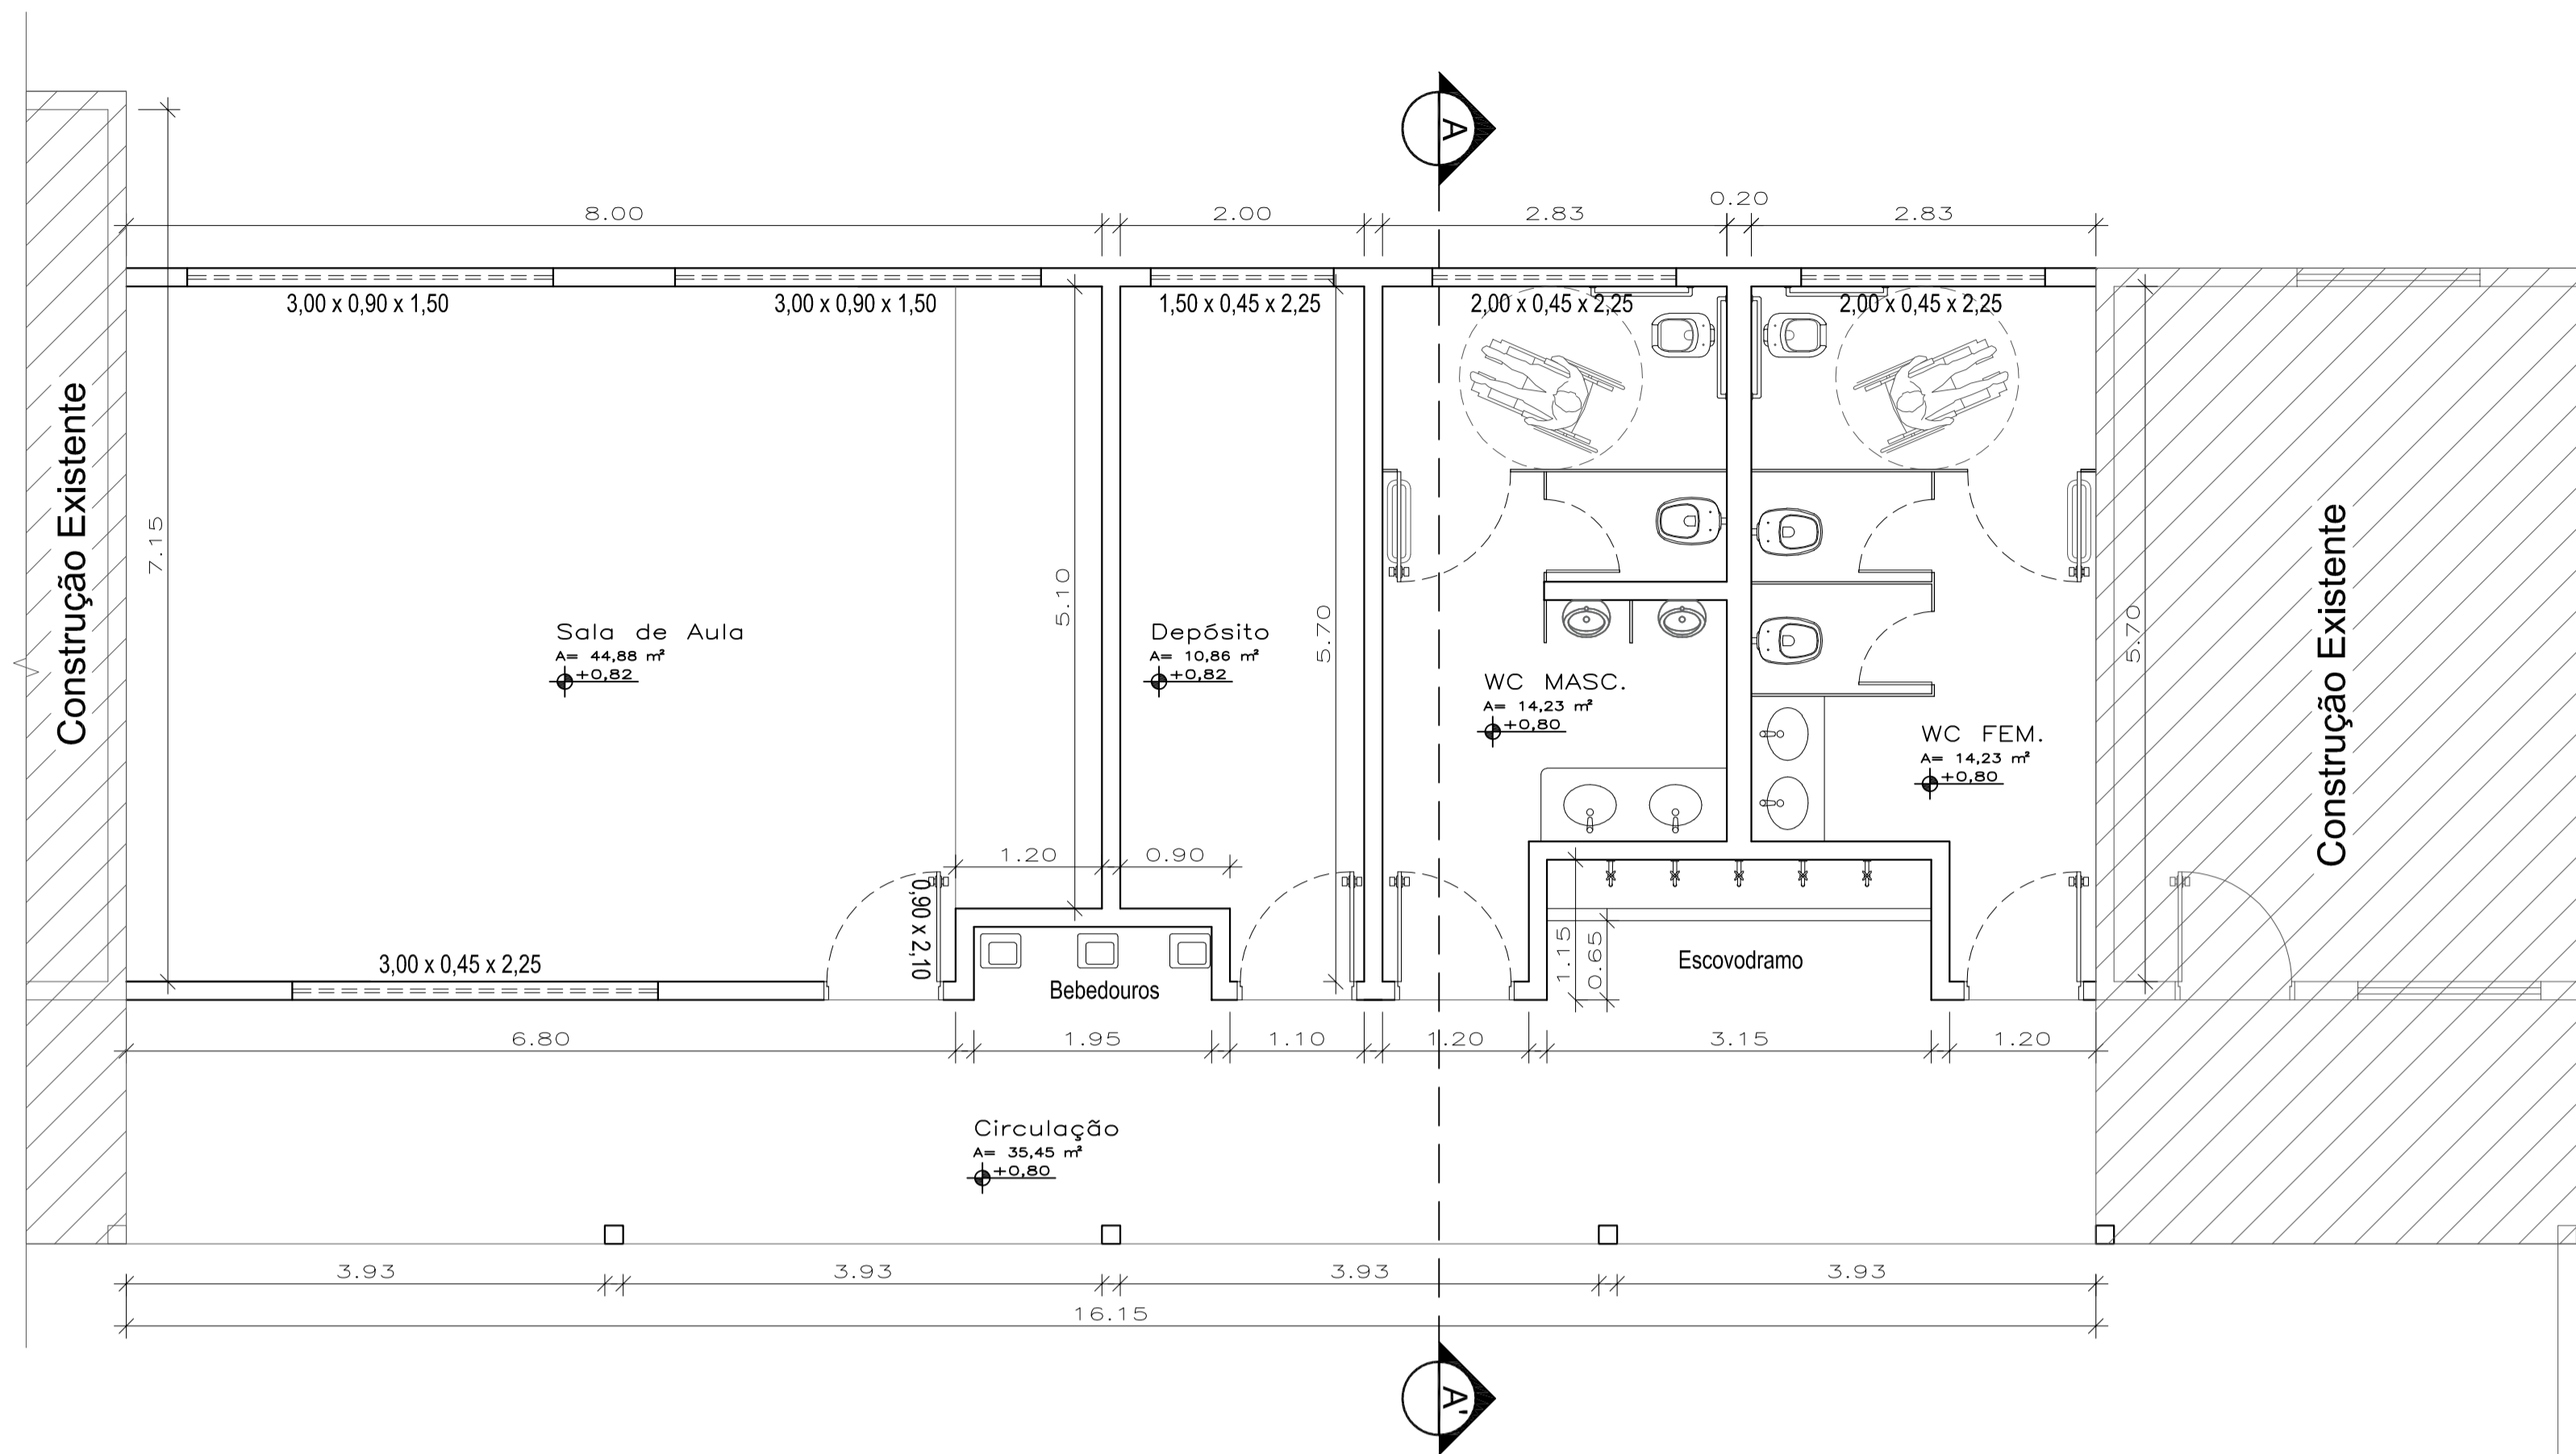 A
8.00
2.00
2.83
0.20
2.83
3,00 x 0,90 x 1,50
3,00 x 0,90 x 1,50
1,50 x 0,45 x 2,25
2,00 x 0,45 x 2,25
2,00 x 0,45 x 2,25
Construção Existente
7.15
Sala de Aula
A= 44,88 m²
+0,82
5.10
Depósito
A= 10,86 m²
+0,82
5.70
WC MASC.
A= 14,23 m²
+0,80
WC FEM.
A= 14,23 m²
+0,80
5.70
Construção Existente
1.20
0.90
0,90 x 2,10
3,00 x 0,45 x 2,25
Bebedouros
1.15
0.65
Escovodramo
6.80
1.95
1.10
1.20
3.15
1.20
Circulação
A= 35,45 m²
+0,80
3.93
3.93
3.93
3.93
16.15
A'